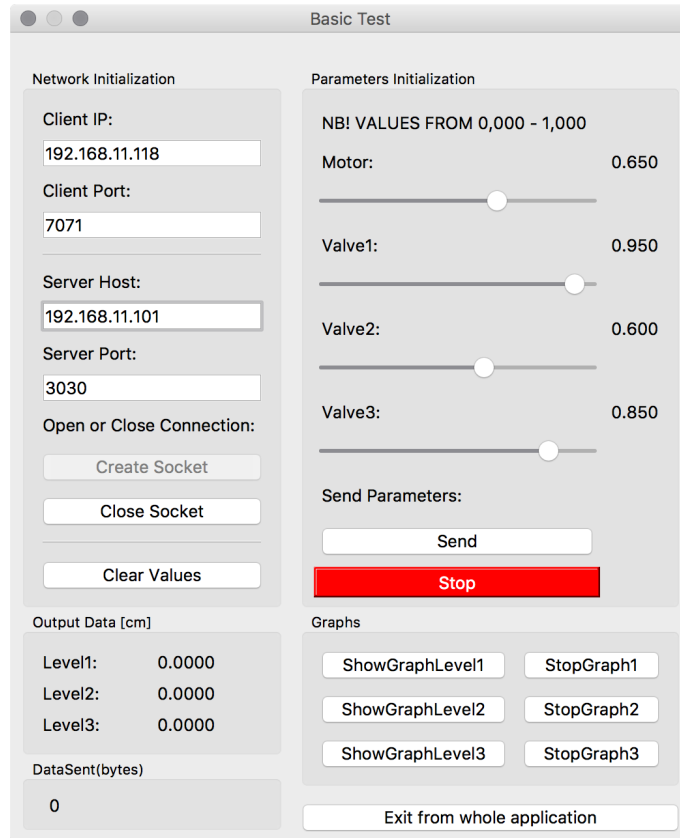 Basic Test
Network Initialization
Client IP:
192.168.11.118
Client Port:
7071
Server Host:
192.168.11.101
Server Port:
3030
Open or Close Connection:
Create Socket
Close Socket
Clear Values
Parameters Initialization
NB! VALUES FROM 0,000 - 1,000
Motor: 0.650
Valve1: 0.950
Valve2: 0.600
Valve3: 0.850
Send Parameters:
Send
Stop
Output Data [cm]
Level1: 0.0000
Level2: 0.0000
Level3: 0.0000
DataSent(bytes)
0
Graphs
ShowGraphLevel1 StopGraph1
ShowGraphLevel2 StopGraph2
ShowGraphLevel3 StopGraph3
Exit from whole application